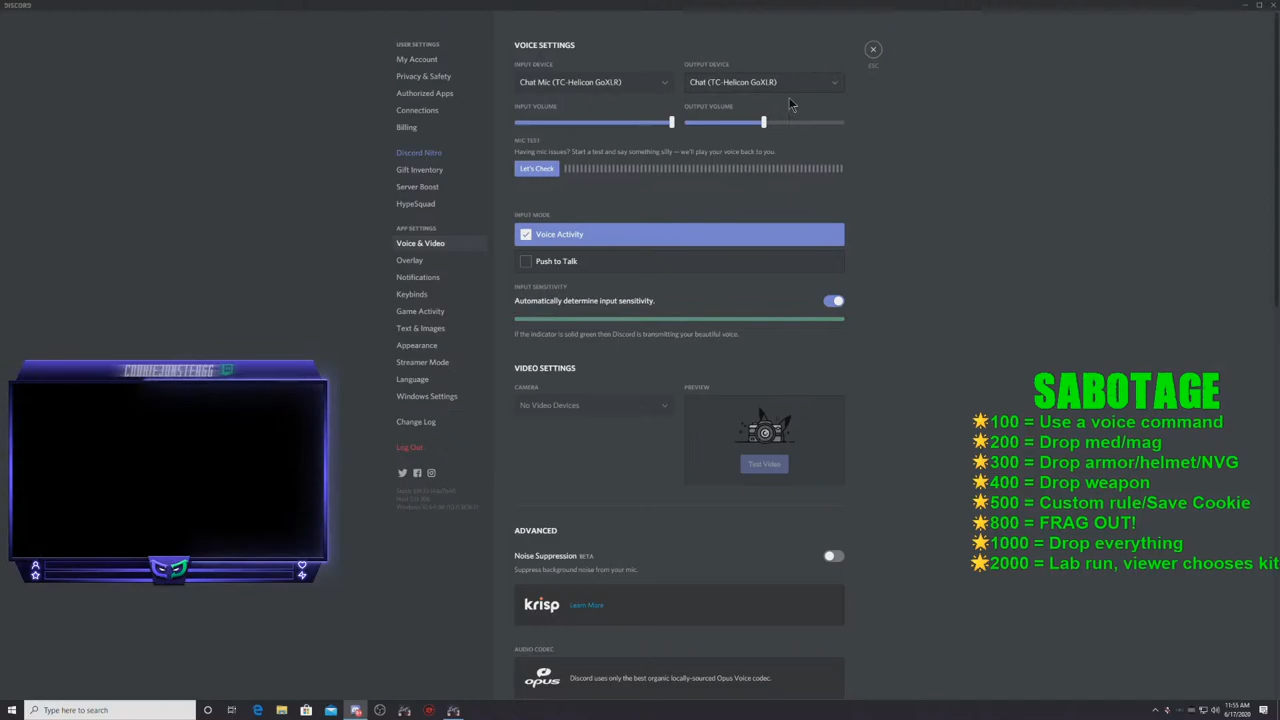 DISCORD
USER SETTINGS
My Account
Privacy & Safety
Authorized Apps
Connections
Billing
Discord Nitro
Gift Inventory
Server Boost
HypeSquad
APP SETTINGS
Voice & Video
Overlay
Notifications
Keybinds
Game Activity
Text & Images
Appearance
Streamer Mode
Language
Windows Settings
Change Log
Log Out
VOICE SETTINGS
INPUT DEVICE
Chat Mic (TC-Helicon GoXLR)
OUTPUT DEVICE
Chat (TC-Helicon GoXLR)
ESC
INPUT VOLUME
OUTPUT VOLUME
MIC TEST
Having mic issues? Start a test and say something silly — we'll play your voice back to you.
Let's Check
INPUT MODE
Voice Activity
Push to Talk
INPUT SENSITIVITY
Automatically determine input sensitivity.
If the indicator is solid green then Discord is transmitting your beautiful voice.
VIDEO SETTINGS
CAMERA
No Video Devices
PREVIEW
Test Video
ADVANCED
Noise Suppression BETA
Suppress background noise from your mic.
krisp
Learn More
AUDIO CODEC
opus
Discord uses only the best organic locally-sourced Opus Voice codec.
SABOTAGE
100 = Use a voice command
200 = Drop med/mag
300 = Drop armor/helmet/NVG
400 = Drop weapon
500 = Custom rule/Save Cookie
800 = FRAG OUT!
1000 = Drop everything
2000 = Lab run, viewer chooses kit
Type here to search
11:55 AM
6/17/2020